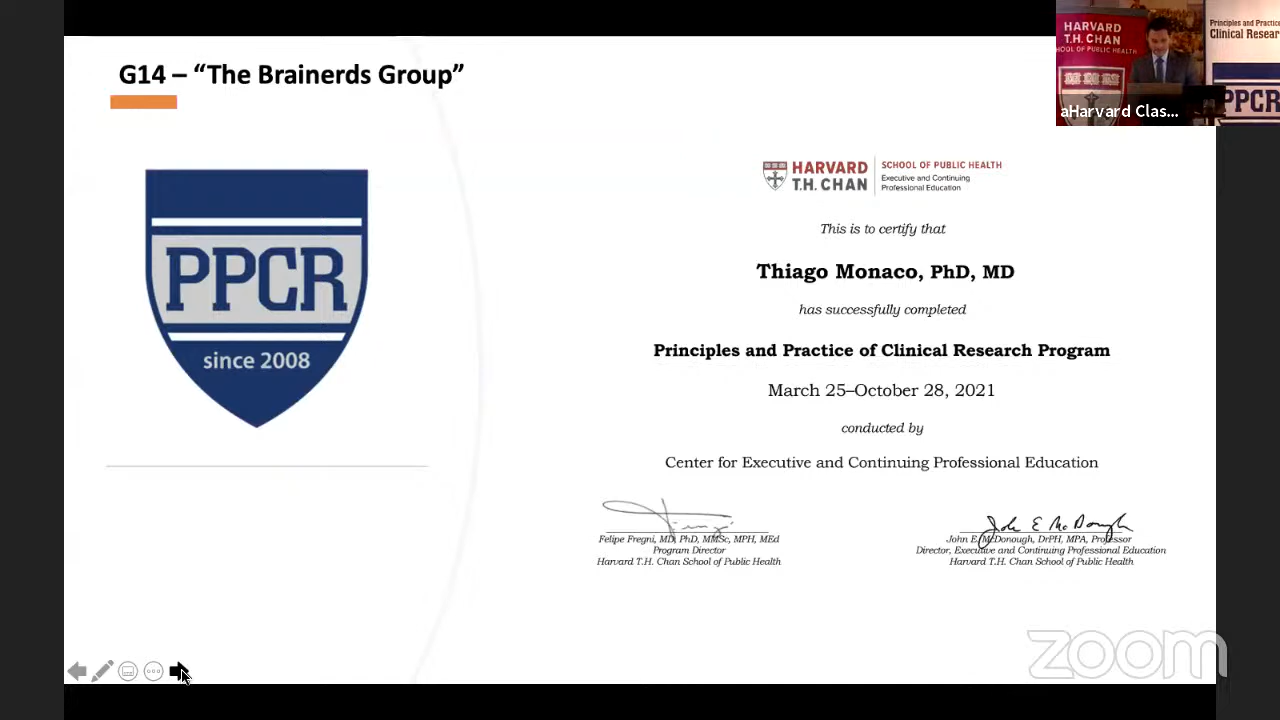 G14 – “The Brainerds Group”
HARVARD
T.H. CHAN
SCHOOL OF PUBLIC HEALTH
Principles and Practice
Clinical Resear
PPCR
aHarvard Clas...
PPCR
since 2008
HARVARD
T.H. CHAN
SCHOOL OF PUBLIC HEALTH
Executive and Continuing
Professional Education
This is to certify that
Thiago Monaco, PhD, MD
has successfully completed
Principles and Practice of Clinical Research Program
March 25–October 28, 2021
conducted by
Center for Executive and Continuing Professional Education
John E McDonough
Felipe Fregni, MD, PhD, MMSc, MPH, MEd
Program Director
Harvard T.H. Chan School of Public Health
John E. McDonough, DrPH, MPA, Professor
Director, Executive and Continuing Professional Education
Harvard T.H. Chan School of Public Health
zoom